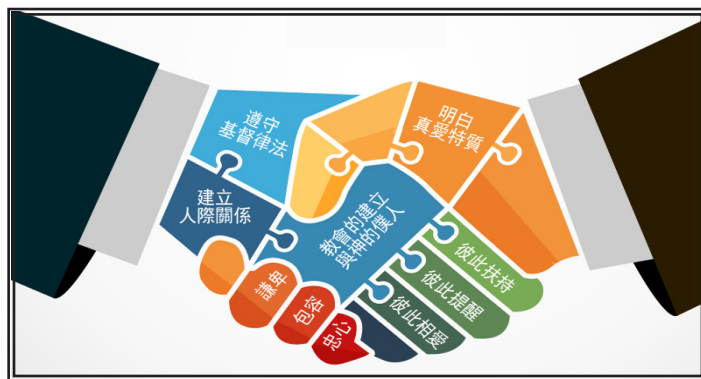 遵守
基督律法
明白
真愛特質
建立
人際關係
教會的建立
與神的僕人
謙卑
包容
忠心
彼此扶持
彼此提醒
彼此相愛